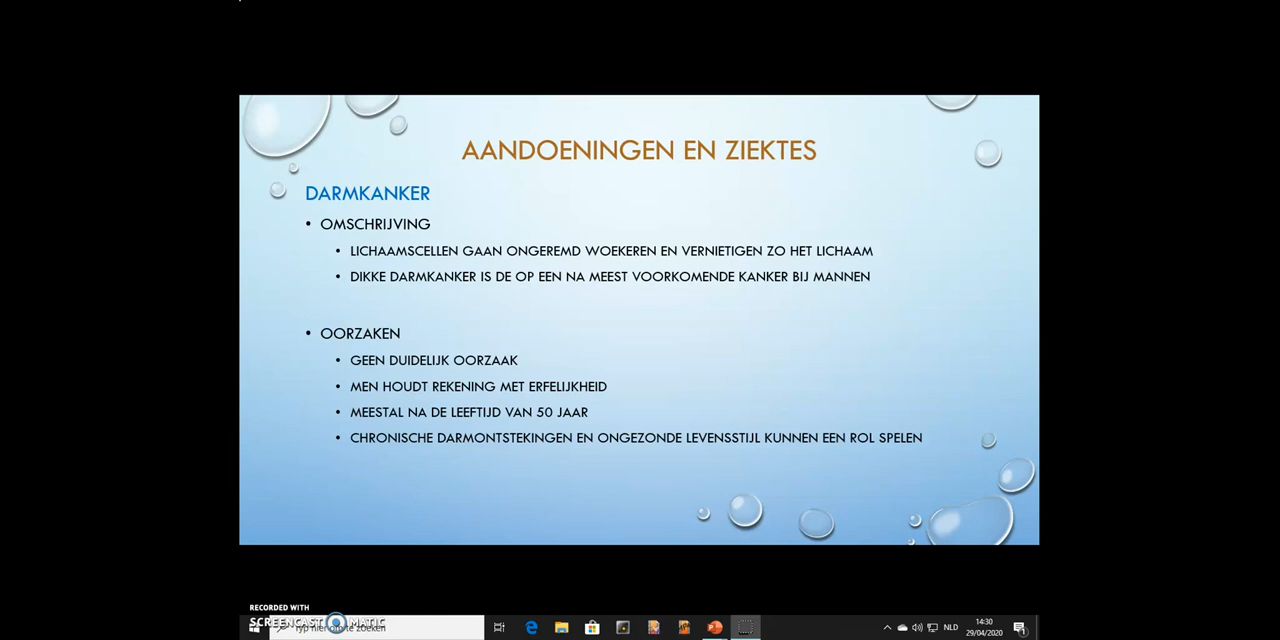 AANDOENINGEN EN ZIEKTES
DARMKANKER
• OMSCHRIJVING
• LICHAAMSCELLEN GAAN ONGEREMD WOEKEREN EN VERNIETIGEN ZO HET LICHAAM
• DIKKE DARMKANKER IS DE OP EEN NA MEEST VOORKOMENDE KANKER BIJ MANNEN
• OORZAKEN
• GEEN DUIDELIJK OORZAAK
• MEN HOUDT REKENING MET ERFELIJKHEID
• MEESTAL NA DE LEEFTIJD VAN 50 JAAR
• CHRONISCHE DARMONTSTEKINGEN EN ONGEZONDE LEVENSSTIJL KUNNEN EEN ROL SPELEN
RECORDED WITH
SCREENCAST MATIC
Typ hier om te zoeken
NLD
14:30
29/04/2020
1